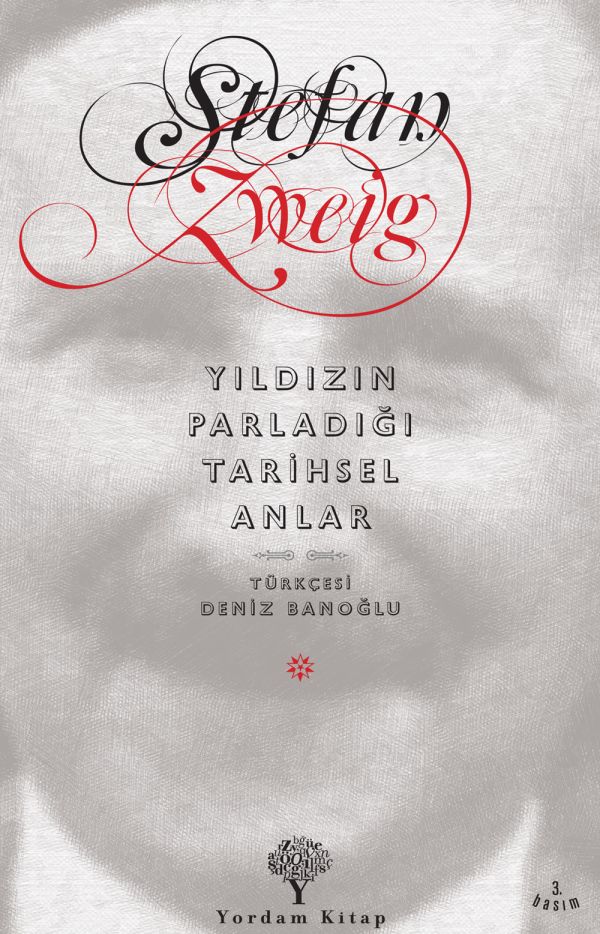 Stefan
Zweig
YILDIZIN
PARLADIĞI
TARİHSEL
ANLAR
TÜRKÇESİ
DENİZ BANOĞLU
Y
Yordam Kitap
3.
basım